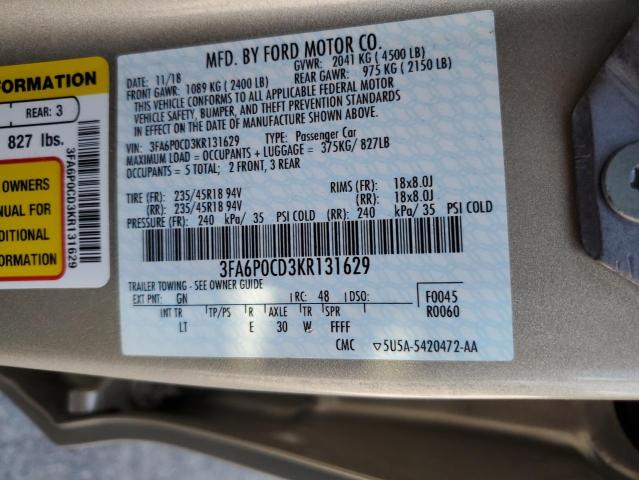 FORMATION
REAR: 3
827 lbs.
OWNERS
NUAL FOR
DITIONAL
FORMATION
3FA6P0CD3KR131629
MFD. BY FORD MOTOR CO.
11/18 GVWR: 2041 KG ( 4500 LB)
FRONT GAWR: 1089 KG ( 2400 LB) REAR GAWR: 975 KG ( 2150 LB)
THIS VEHICLE CONFORMS TO ALL APPLICABLE FEDERAL MOTOR
VEHICLE SAFETY, BUMPER, AND THEFT PREVENTION STANDARDS
IN EFFECT ON THE DATE OF MANUFACTURE SHOWN ABOVE.
VIN: 3FA6P0CD3KR131629 TYPE: Passenger Car
MAXIMUM LOAD = OCCUPANTS + LUGGAGE = 375KG/ 827LB
OCCUPANTS = 5 TOTAL; 2 FRONT, 3 REAR
TIRE (FR): 235/45R18 94V RIMS (FR): 18x8.0J
(RR): 235/45R18 94V (RR): 18x8.0J
PRESSURE (FR): 240 kPa/ 35 PSI COLD (RR): 240 kPa/ 35 PSI COLD
3FA6P0CD3KR131629
TRAILER TOWING - SEE OWNER GUIDE
EXT PNT: GN RC: 48 DSO: F0045
INT TR TP/PS R AXLE TR SPR R0060
LT E 30 W FFFF
CMC ▽5U5A-5420472-AA